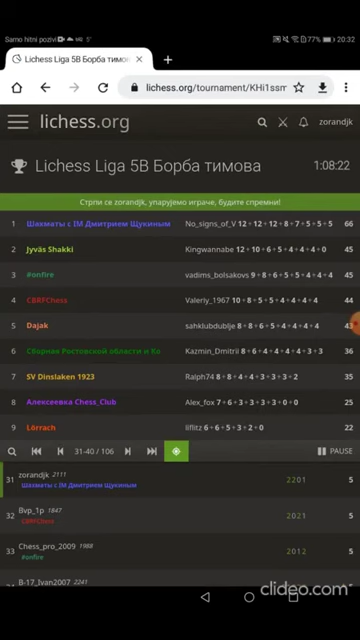 Samo hitni pozivi 5° 77% 20:32
Lichess Liga 5B Борба тимова
lichess.org/tournament/KHi1ssm
lichess.org zorandjk
Lichess Liga 5B Борба тимова 1:08:22
Стрпи се zorandjk, упарујемо играче, будите спремни!
1 Шахматы с IM Дмитрием Щукиным No_signs_of_V 12+12+12+8+7+5+5+5 66
2 Jyväs Shakki Kingwannabe 12+10+6+5+4+4+4+0 45
3 #onfire vadims_bolsakovs 9+8+6+5+5+4+4+4 45
4 CBRFChess Valeriy_1967 10+8+5+5+4+4+4+4 44
5 Dajak sahklubdublje 8+8+6+5+4+4+4+4 43
6 Сборная Ростовской области и Ко Kazmin_Dmitrii 8+6+4+4+4+4+3+3 36
7 SV Dinslaken 1923 Ralph74 8+8+4+4+3+3+3+2 35
8 Алексеевка Chess_Club Alex_fox 7+6+3+3+3+3+0+0 25
9 Lörrach liflitz 6+6+5+3+2+0 22
31-40 / 106 PAUSE
31 zorandjk 2111 2201 5
Шахматы с IM Дмитрием Щукиным
32 Bvp_1p 1847 2021 5
CBRFChess
33 Chess_pro_2009 1988 2012 5
#onfire
B-17_Ivan2007 2241
clideo.com